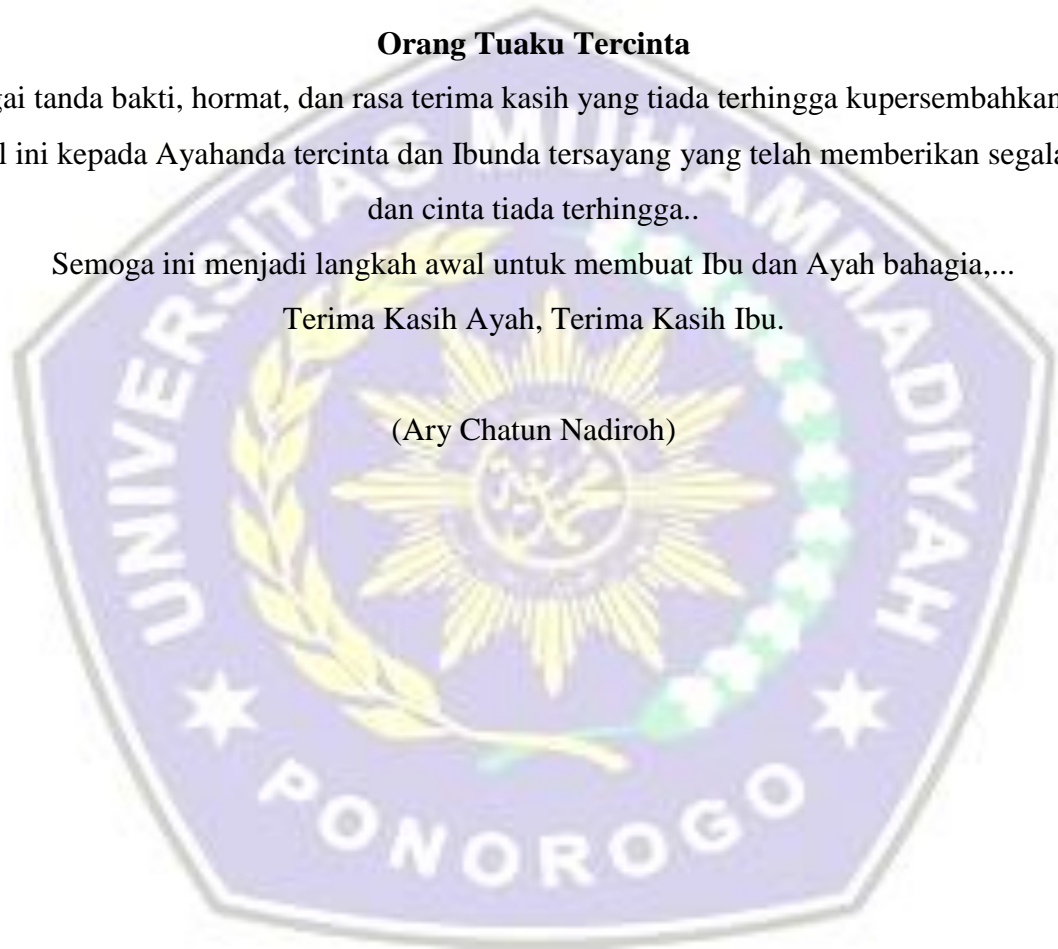 Orang Tuaku Tercinta
tanda bakti, hormat, dan rasa terima kasih yang tiada terhingga kupersembahkan
ini kepada Ayahanda tercinta dan Ibunda tersayang yang telah memberikan
dan cinta tiada terhingga..
Semoga ini menjadi langkah awal untuk membuat Ibu dan Ayah bahagia,...
Terima Kasih Ayah, Terima Kasih Ibu.
(Ary Chatun Nadiroh)
UNIVERSITAS MUHAMMADIYAH
PONOROGO